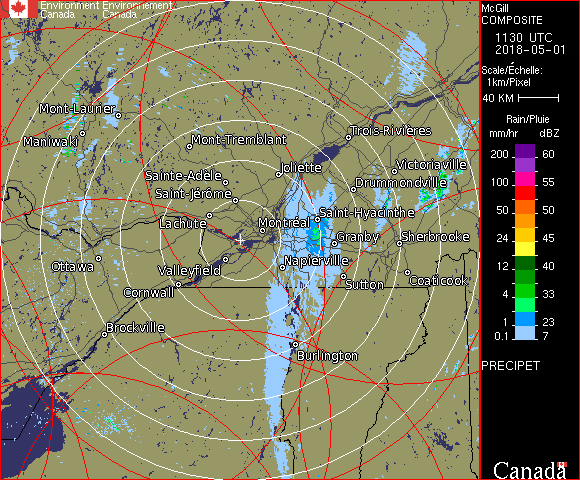 Environment Environnement
Canada Canada
McGill
COMPOSITE
1130 UTC
2018-05-01
Scale/Échelle:
1km/Pixel
40 KM
Rain/Pluie
mm/hr dBZ
200 60
100 55
50 50
24 45
12 40
4 33
1 23
0.1 7
PRECIPET
Canada
Mont-Laurier
Maniwaki
Mont-Tremblant
Trois-Rivières
Joliette
Victoriaville
Sainte-Adèle
Drummondville
Saint-Jérôme
Saint-Hyacinthe
Lachute
Montréal
Granby
Sherbrooke
Ottawa
Valleyfield
Napierville
Cornwall
Sutton
Coaticook
Brockville
Burlington